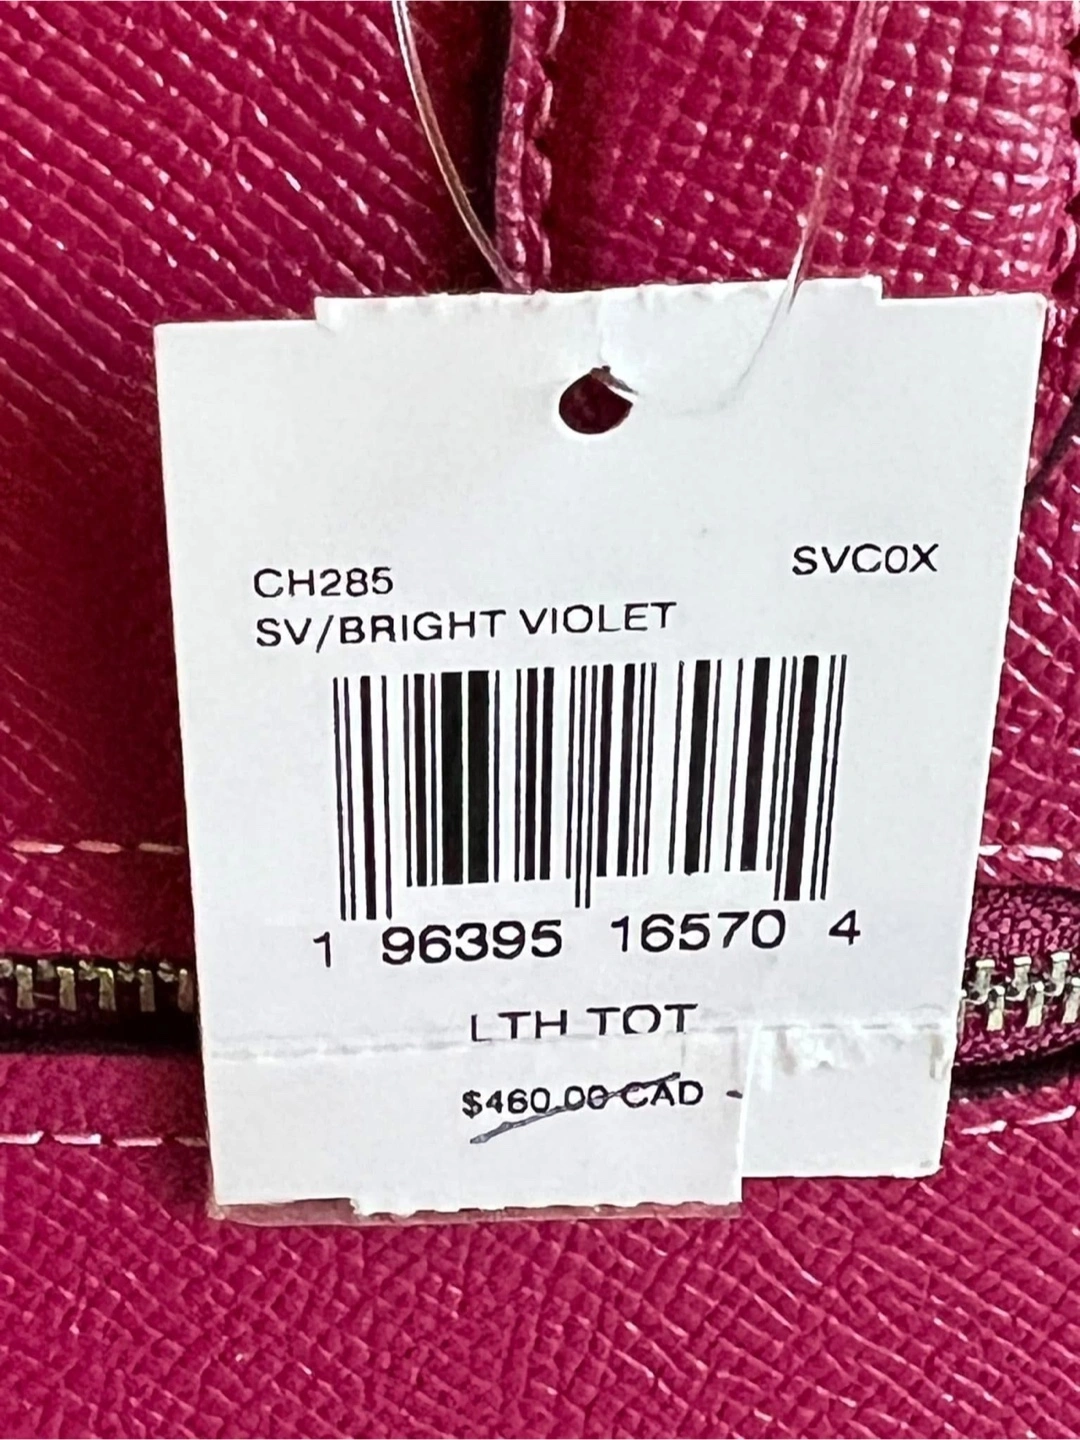 CH285 SVC0X
SV/BRIGHT VIOLET
1 96395 16570 4
LTH TOT
$460.00 CAD